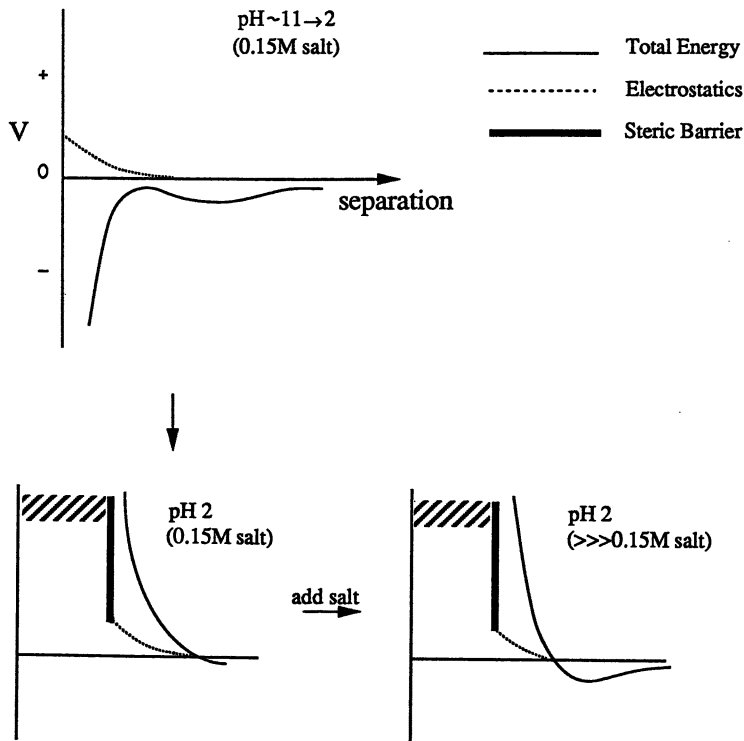 pH~11→2
(0.15M salt)
Total Energy
Electrostatics
Steric Barrier
+
V
0
−
separation
pH 2
(0.15M salt)
add salt
pH 2
(>>>0.15M salt)